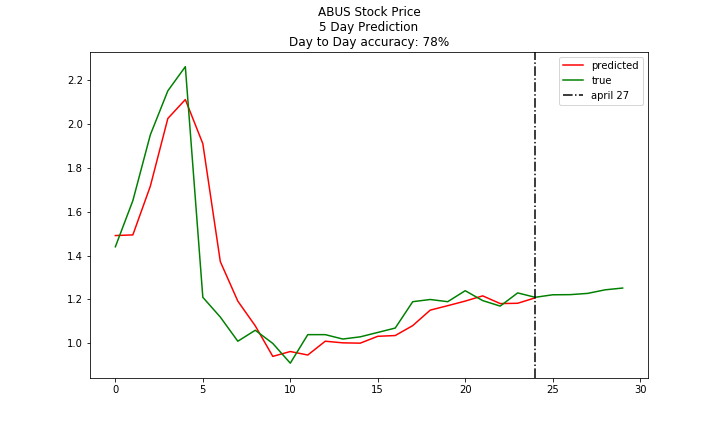 ABUS Stock Price
5 Day Prediction
Day to Day accuracy: 78%
predicted
true
april 27
2.2
2.0
1.8
1.6
1.4
1.2
1.0
0 5 10 15 20 25 30